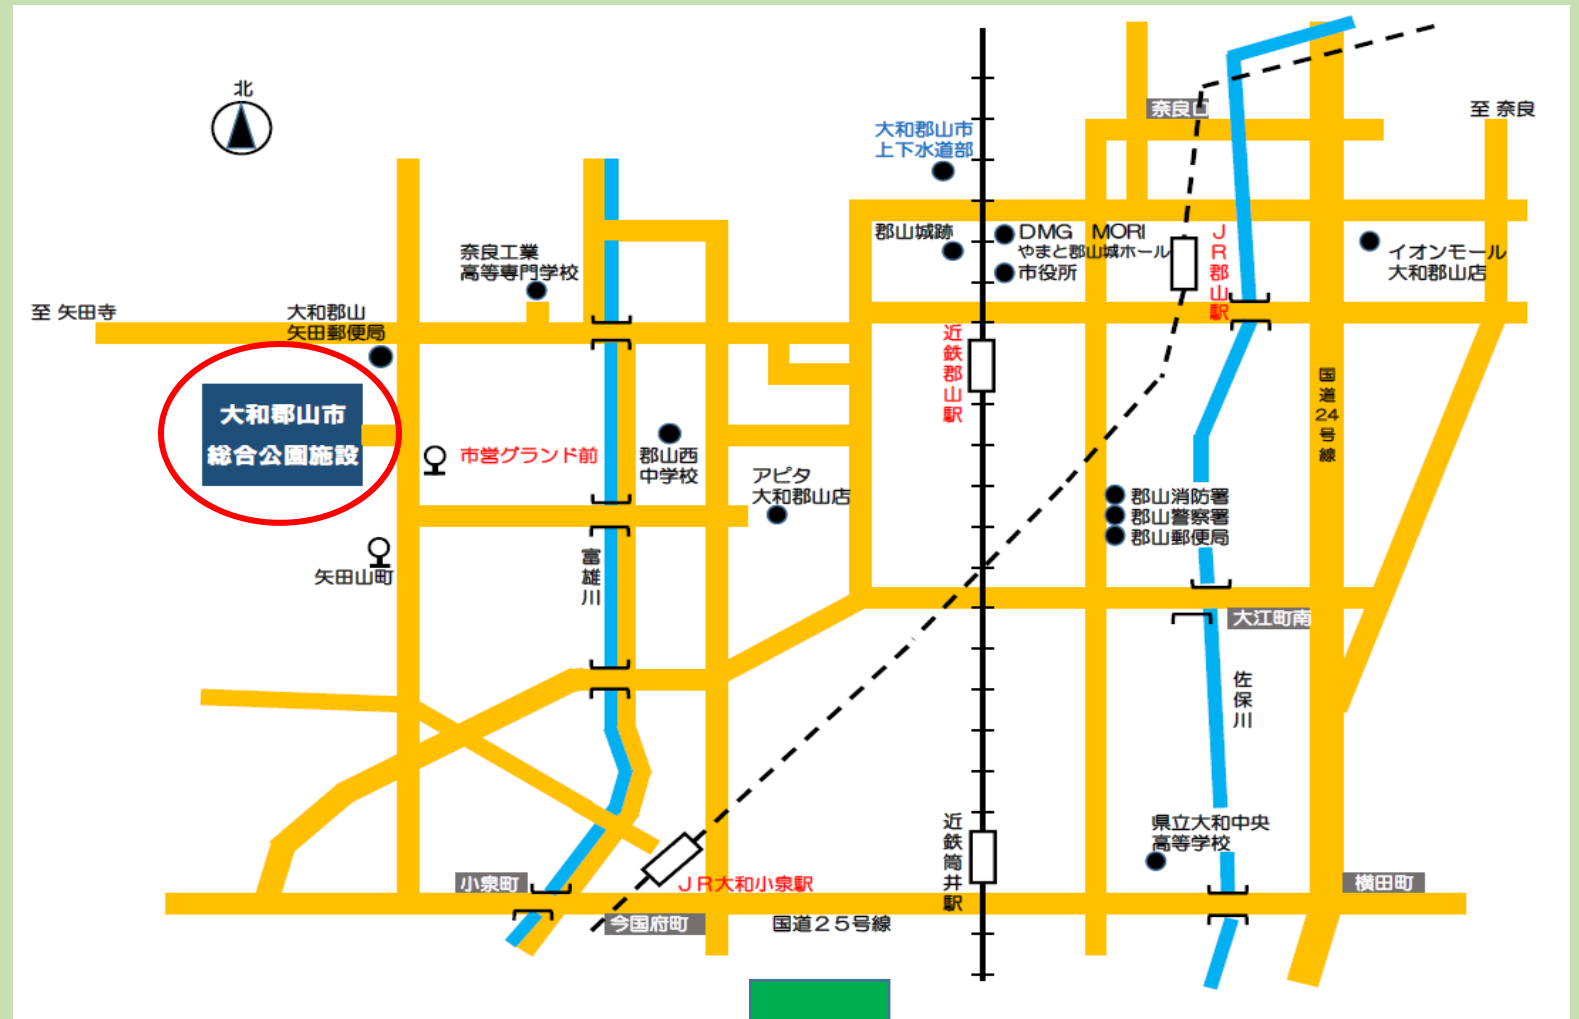 北
奈良口
至 奈良
大和郡山市
上下水道部
郡山城跡
DMG MORI
やまと郡山城ホール
市役所
JR郡山駅
イオンモール
大和郡山店
奈良工業
高等専門学校
至 矢田寺
大和郡山
矢田郵便局
近鉄郡山駅
国道24号線
大和郡山市
総合公園施設
市営グランド前
郡山西
中学校
アピタ
大和郡山店
郡山消防署
郡山警察署
郡山郵便局
矢田山町
富雄川
大江町南
佐保川
県立大和中央
高等学校
近鉄筒井駅
小泉町
JR大和小泉駅
横田町
今国府町
国道25号線